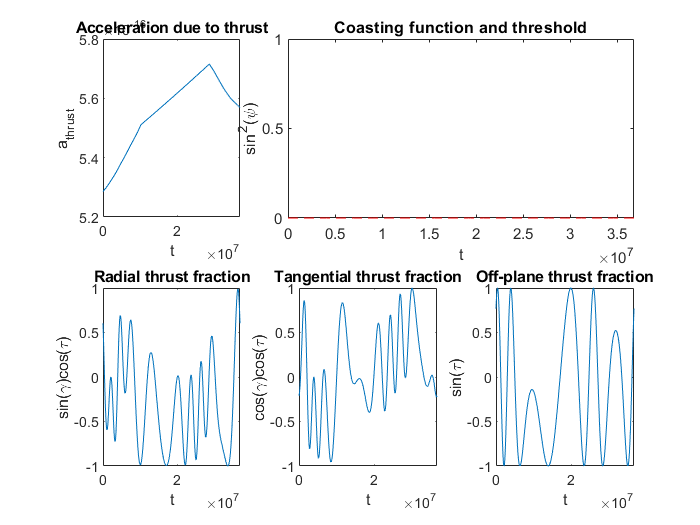 Acceleration due to thrust
5.8
5.6
5.4
5.2
a_thrust
0
2
t
×10^7
Coasting function and threshold
1
0.5
0
sin^2(ψ)
0 0.5 1 1.5 2 2.5 3 3.5
t
×10^7
Radial thrust fraction
1
0.5
0
-0.5
-1
sin(γ)cos(τ)
0 2
t
×10^7
Tangential thrust fraction
1
0.5
0
-0.5
-1
cos(γ)cos(τ)
0 2
t
×10^7
Off-plane thrust fraction
1
0.5
0
-0.5
-1
sin(τ)
0 2
t
×10^7